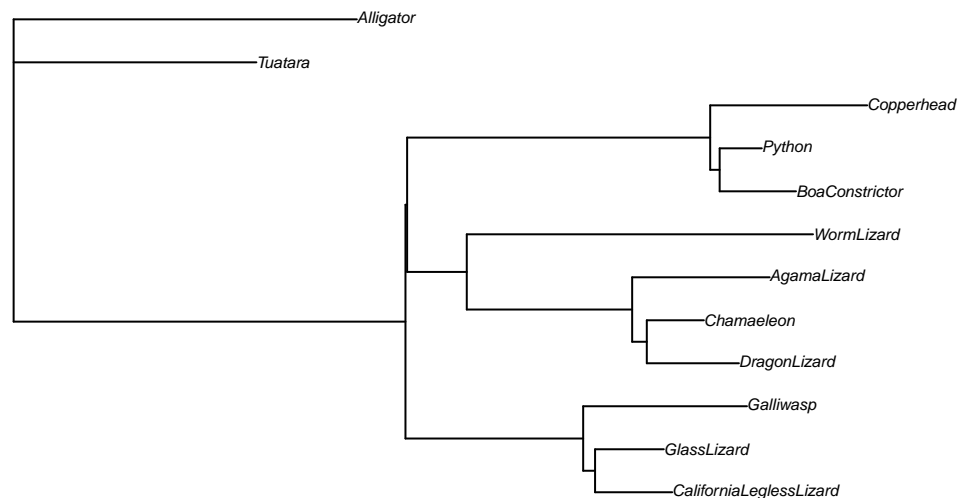 Alligator
Tuatara
Copperhead
Python
BoaConstrictor
WormLizard
AgamaLizard
Chamaeleon
DragonLizard
Galliwasp
GlassLizard
CaliforniaLeglessLizard